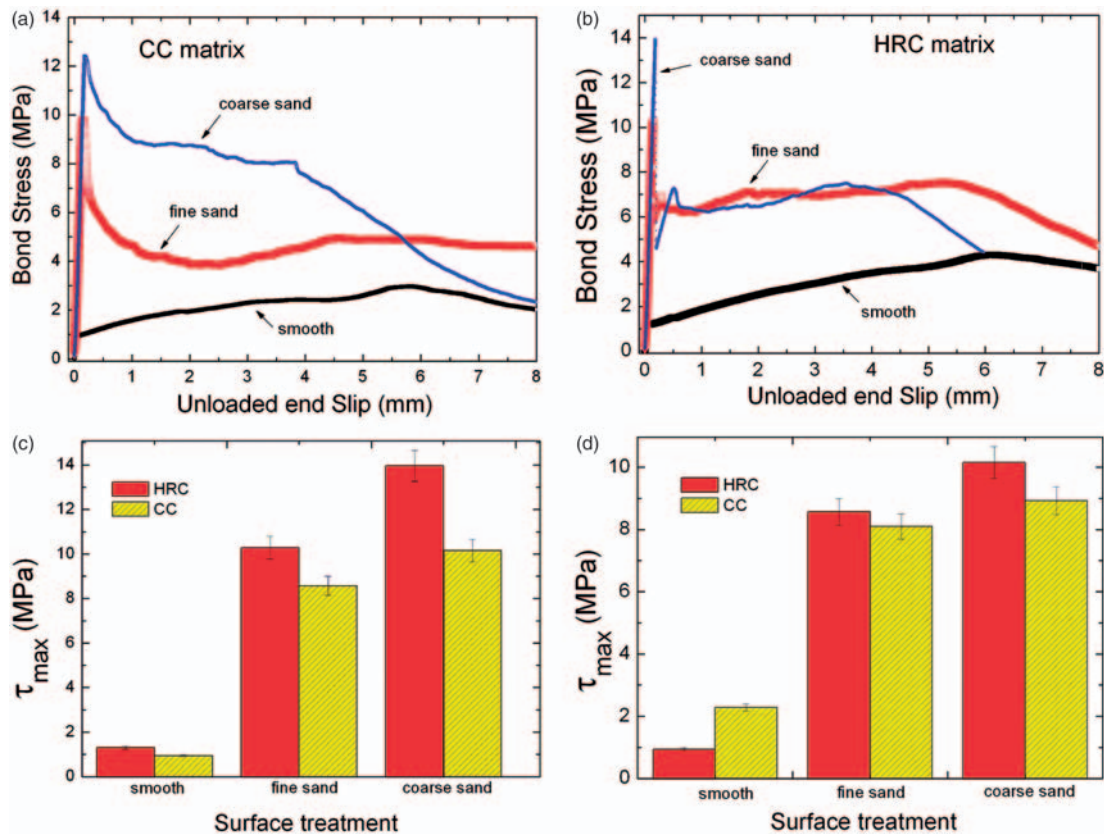 (a)
14
12
10
8
6
4
2
0
Bond Stress (MPa)
CC matrix
coarse sand
fine sand
smooth
0 1 2 3 4 5 6 7 8
Unloaded end Slip (mm)
(b)
14
12
10
8
6
4
2
0
Bond Stress (MPa)
HRC matrix
coarse sand
fine sand
smooth
0 1 2 3 4 5 6 7 8
Unloaded end Slip (mm)
(c)
14
12
10
8
6
4
2
0
τmax (MPa)
HRC
CC
smooth fine sand coarse sand
Surface treatment
(d)
10
8
6
4
2
0
τmax (MPa)
HRC
CC
smooth fine sand coarse sand
Surface treatment